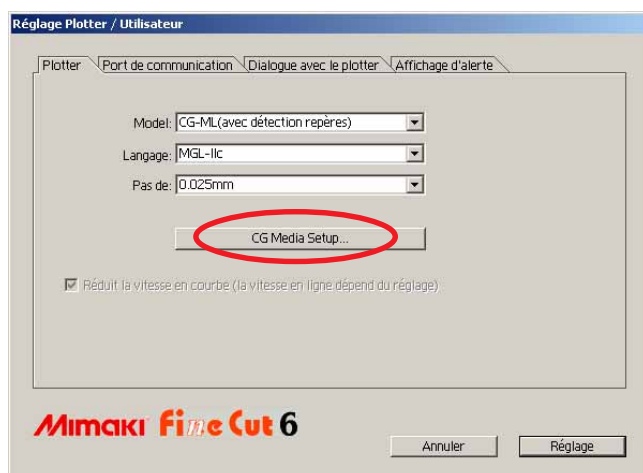 Réglage Plotter / Utilisateur
Plotter Port de communication Dialogue avec le plotter Affichage d'alerte
Model: CG-ML(avec détection repères)
Langage: MGL-IIc
Pas de: 0.025mm
CG Media Setup...
Réduit la vitesse en courbe (la vitesse en ligne dépend du réglage)
Mimaki Fine Cut 6
Annuler Réglage